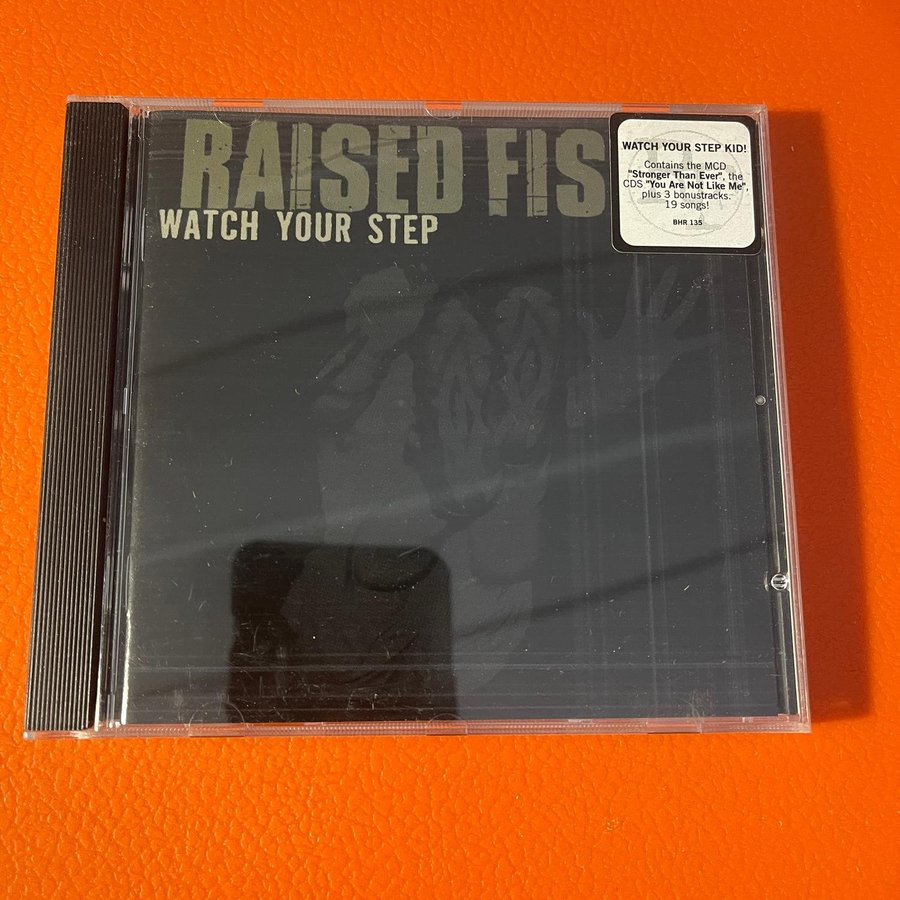 RAISED FIS
WATCH YOUR STEP
WATCH YOUR STEP KID!
Contains the MCD
"Stronger Than Ever", the
CDS "You Are Not Like Me",
plus 3 bonustracks.
19 songs!
BHR 135